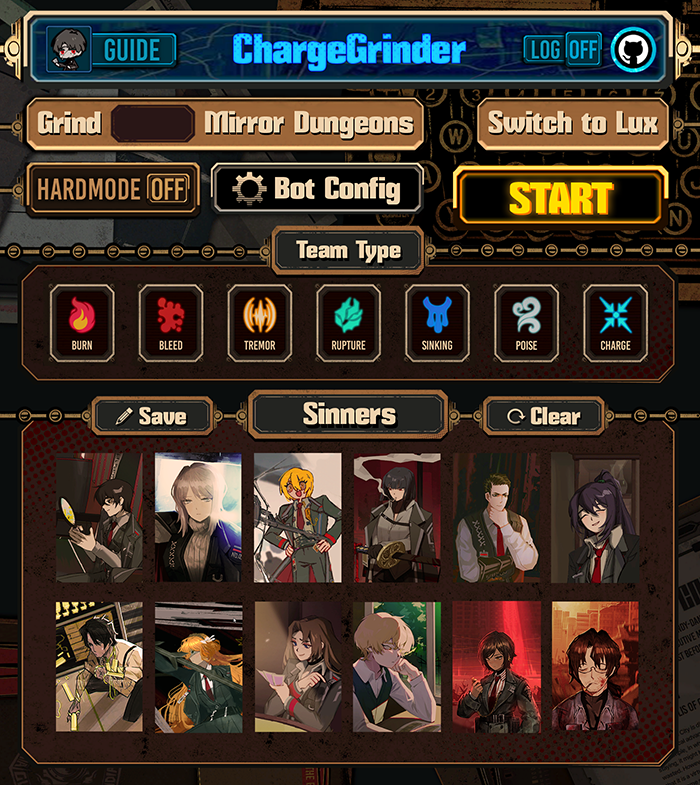 GUIDE
ChargeGrinder
LOG OFF
Grind Mirror Dungeons
Switch to Lux
HARDMODE OFF
Bot Config
START
Team Type
BURN
BLEED
TREMOR
RUPTURE
SINKING
POISE
CHARGE
Save
Sinners
Clear